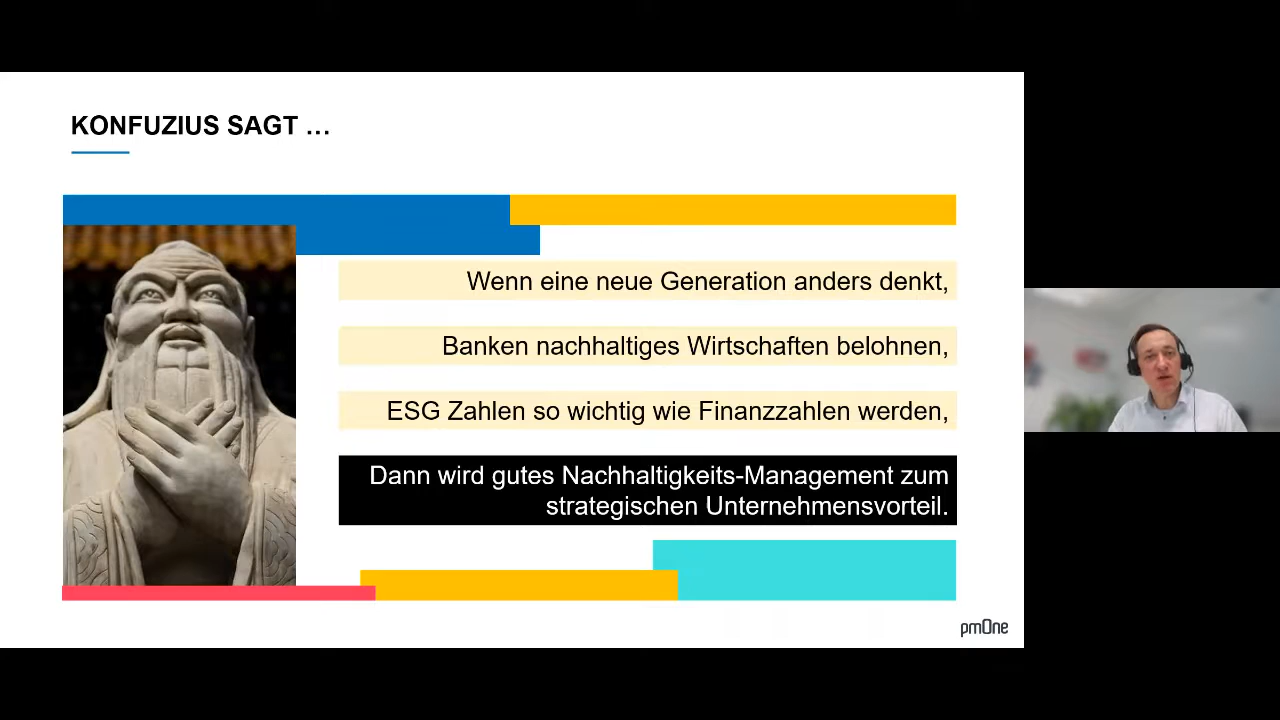 KONFUZIUS SAGT ...
Wenn eine neue Generation anders denkt,
Banken nachhaltiges Wirtschaften belohnen,
ESG Zahlen so wichtig wie Finanzzahlen werden,
Dann wird gutes Nachhaltigkeits-Management zum
strategischen Unternehmensvorteil.
pmOne